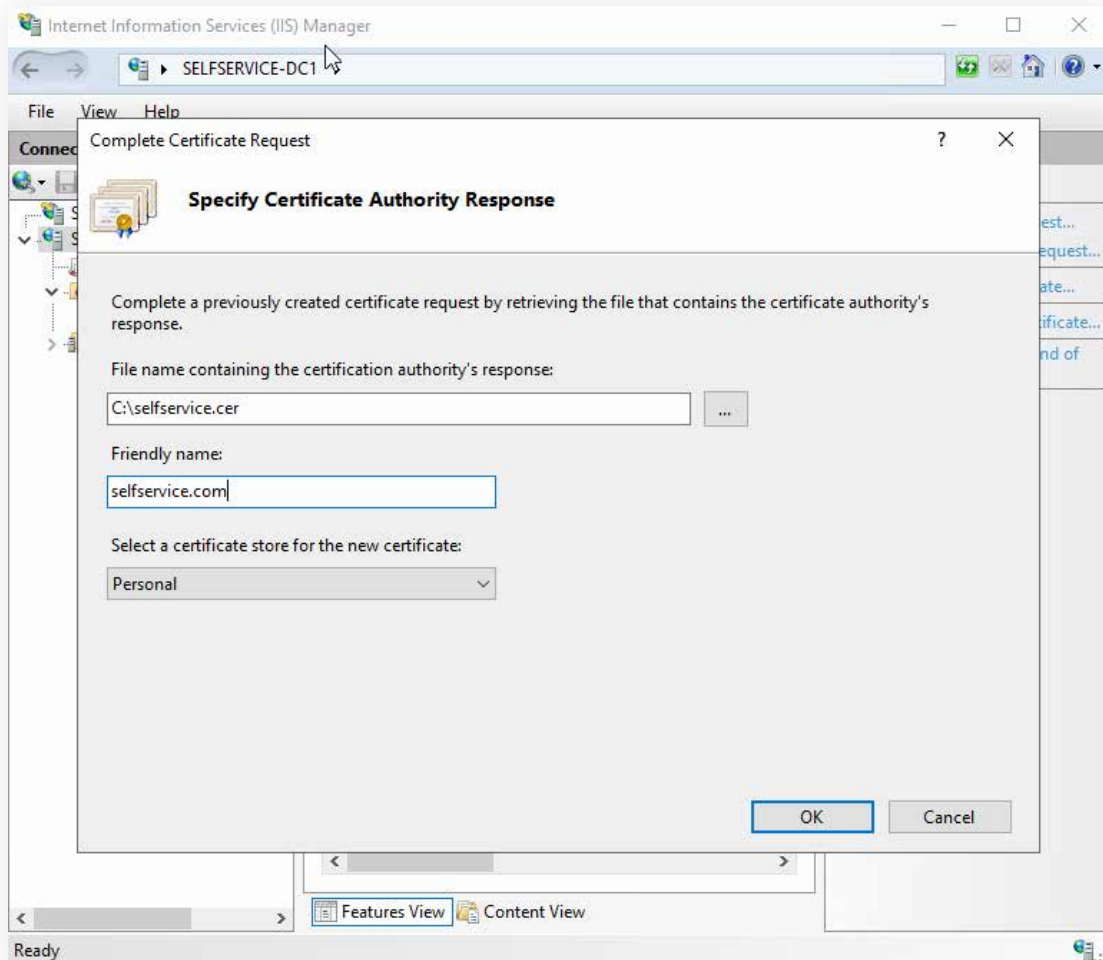 Internet Information Services (IIS) Manager
SELFSERVICE-DC1
File View Help
Complete Certificate Request
?
Specify Certificate Authority Response
Complete a previously created certificate request by retrieving the file that contains the certificate authority's
response.
File name containing the certification authority's response:
C:\selfservice.cer
...
Friendly name:
selfservice.com
Select a certificate store for the new certificate:
Personal
OK Cancel
Features View Content View
Ready